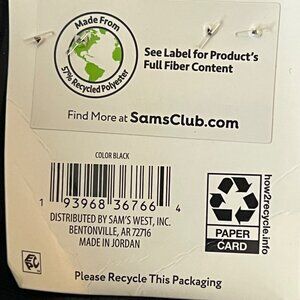 Made From
57% Recycled Polyester
See Label for Product's
Full Fiber Content
Find More at SamsClub.com
COLOR BLACK
1 93968 36766 4
DISTRIBUTED BY SAM'S WEST, INC.
BENTONVILLE, AR 72716
MADE IN JORDAN
PAPER
CARD
how2recycle.info
Please Recycle This Packaging